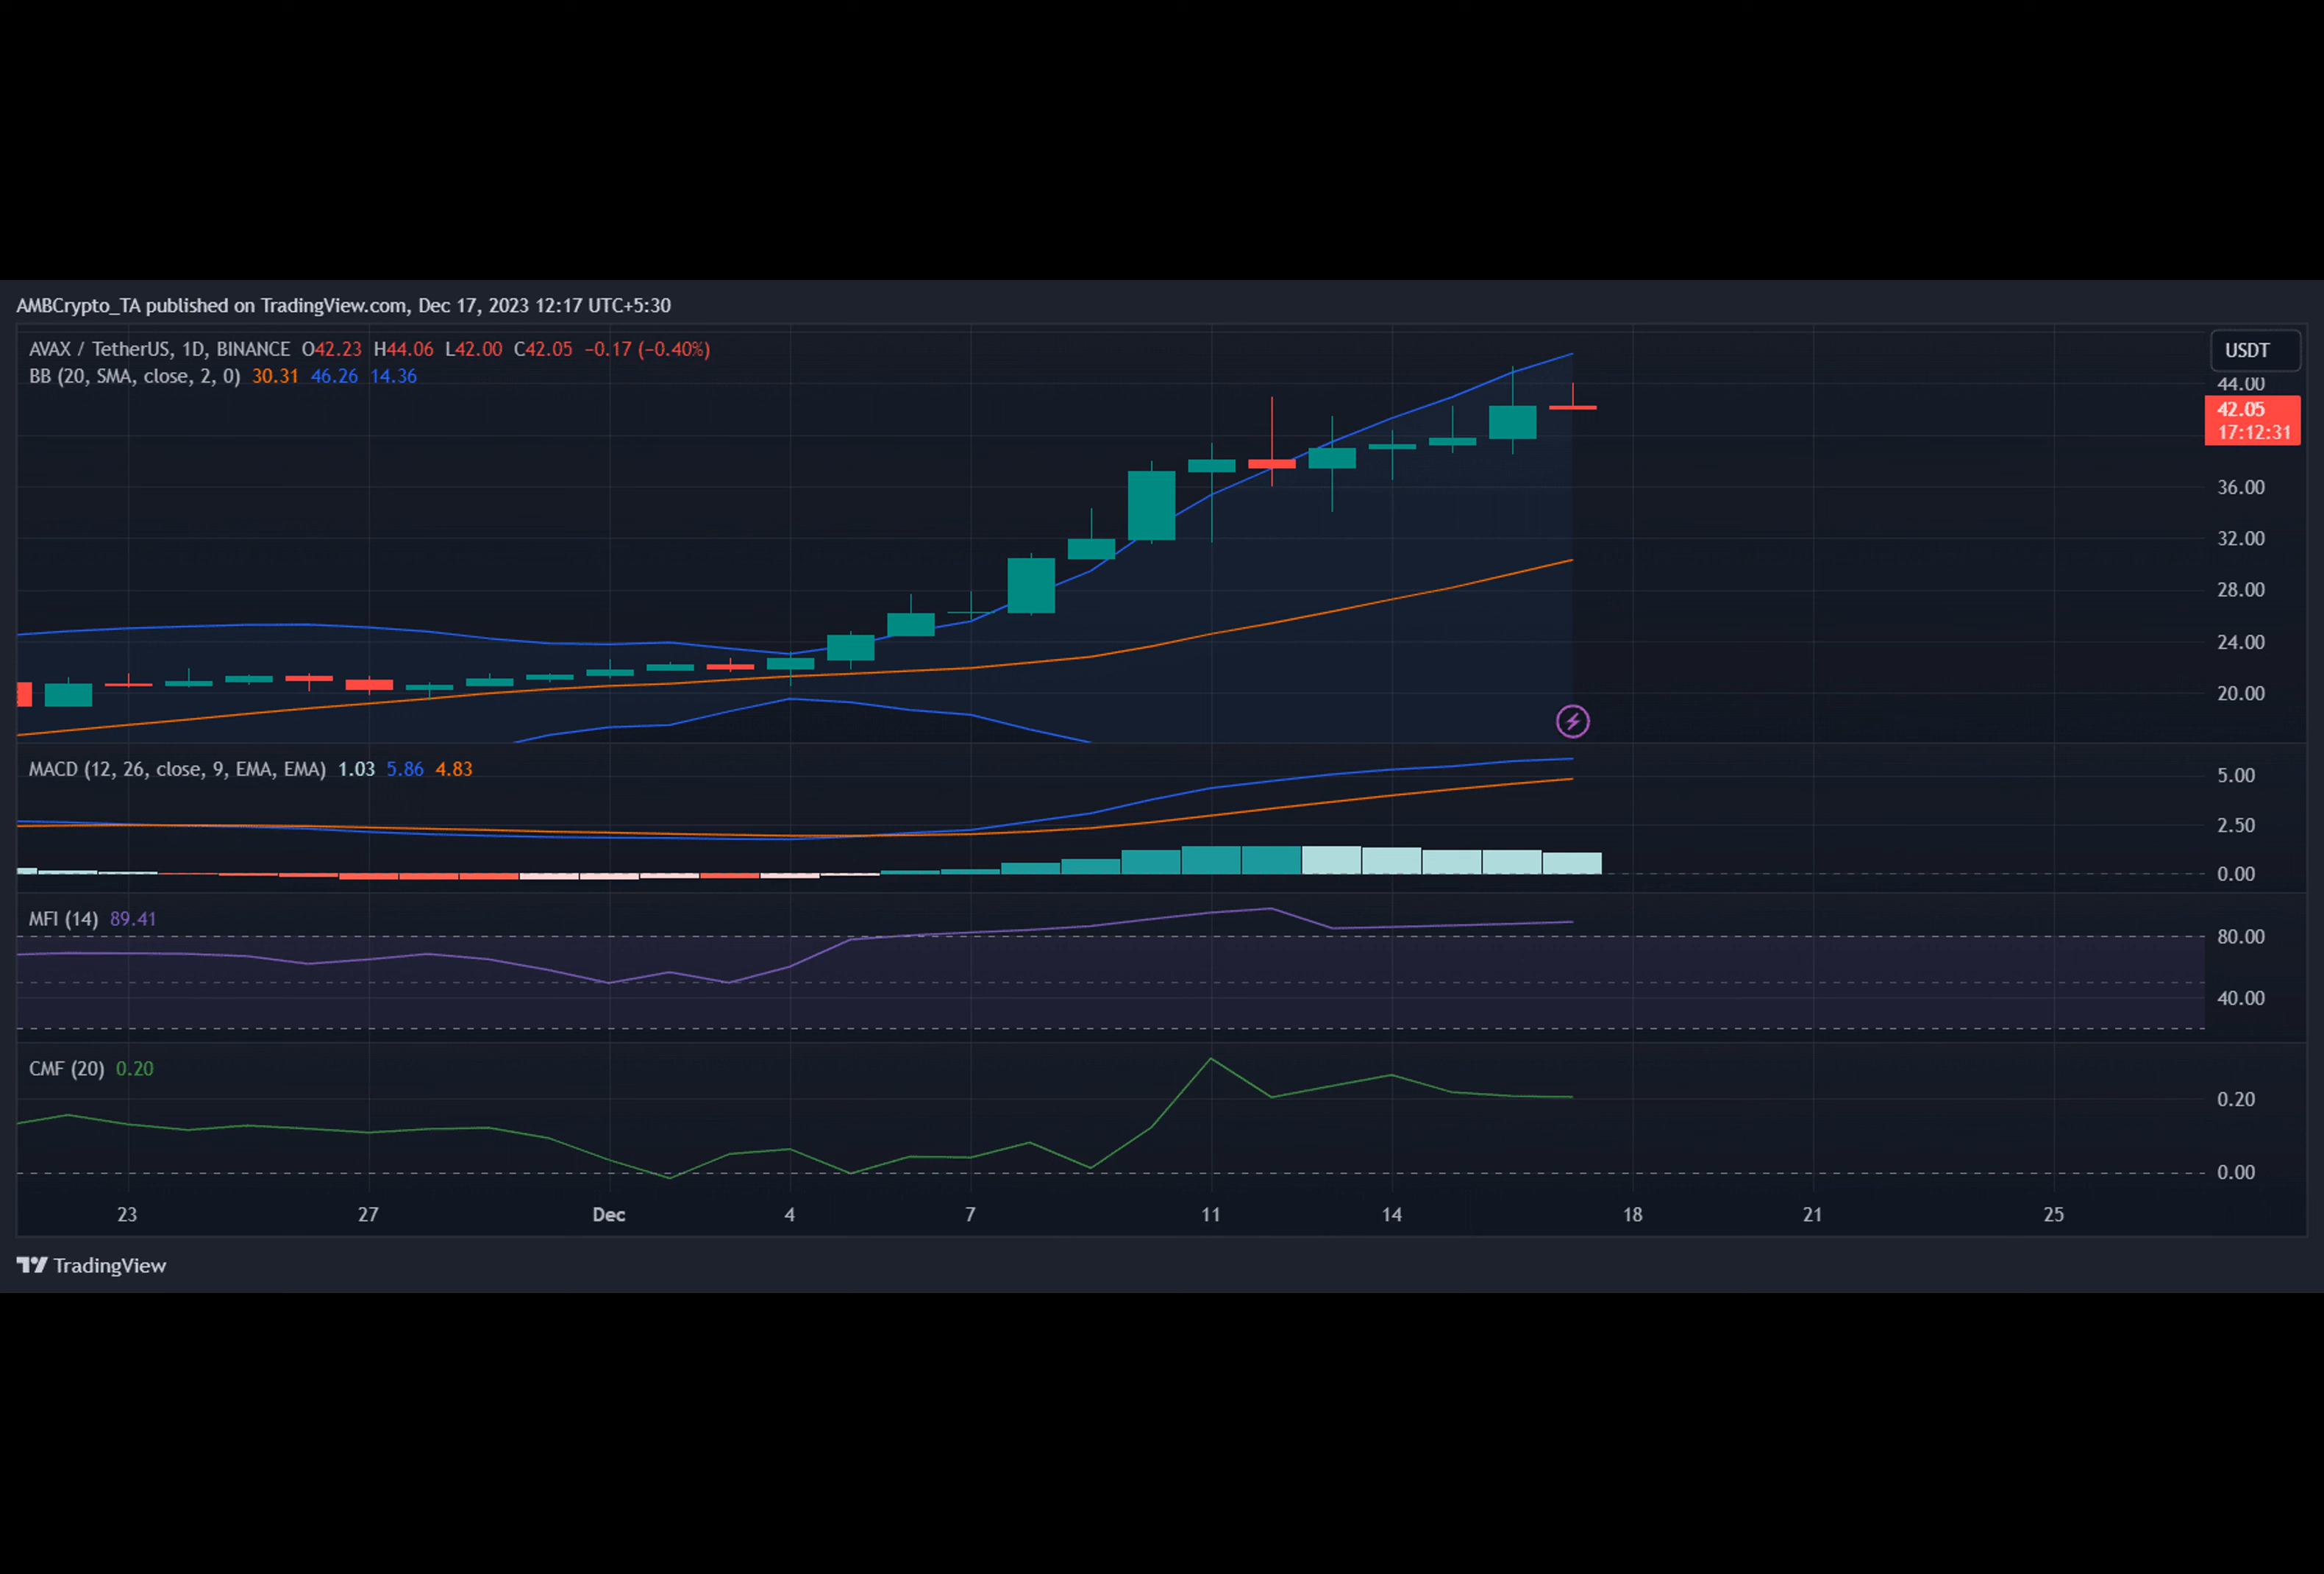 AMBCrypto_TA published on TradingView.com, Dec 17, 2023 12:17 UTC+5:30
AVAX / TetherUS, 1D, BINANCE O42.23 H44.06 L42.00 C42.05 −0.17 (−0.40%)
USDT
BB (20, SMA, close, 2, 0) 30.31 46.26 14.36
44.00
42.05
17:12:31
36.00
32.00
28.00
24.00
20.00
MACD (12, 26, close, 9, EMA, EMA) 1.03 5.86 4.83
5.00
2.50
0.00
MFI (14) 89.41
80.00
40.00
CMF (20) 0.20
0.20
0.00
23 27 Dec 4 7 11 14 18 21 25
TradingView